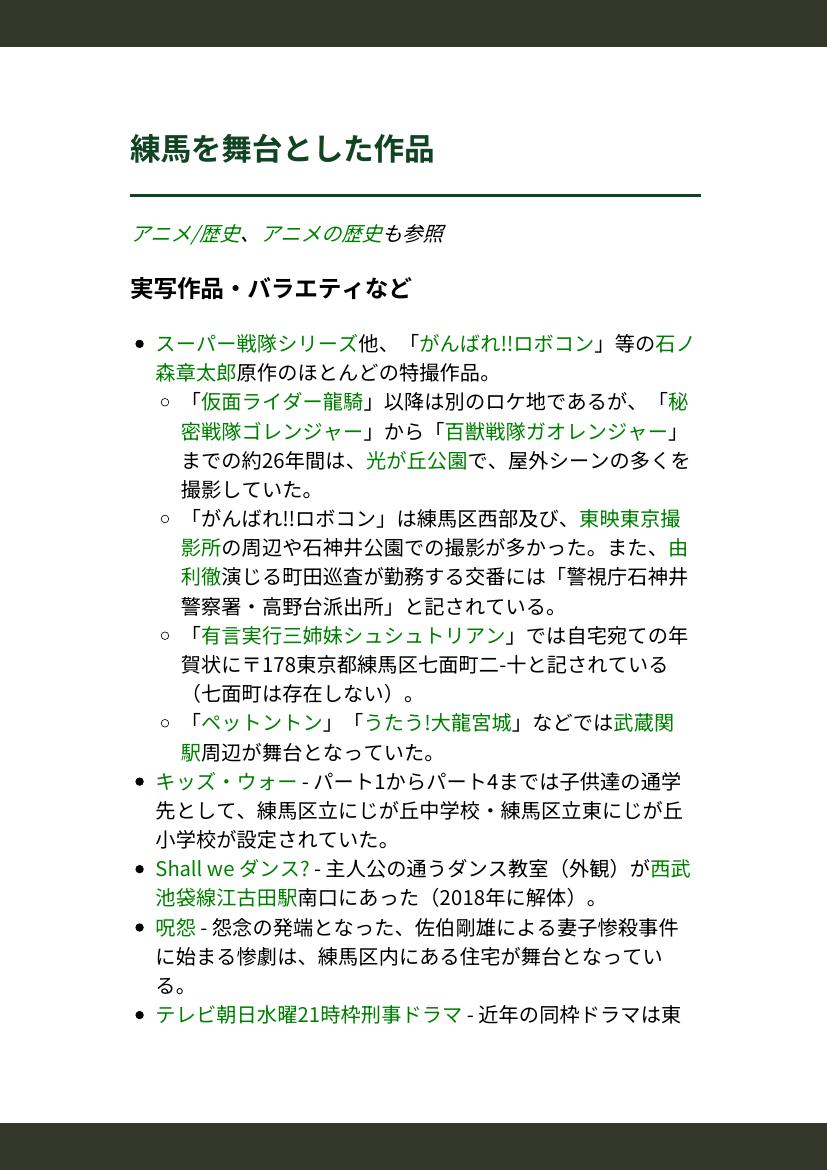 練馬を舞台とした作品
アニメ/歴史、アニメの歴史も参照
実写作品・バラエティなど
• スーパー戦隊シリーズ他、「がんばれ!!ロボコン」等の石ノ
森章太郎原作のほとんどの特撮作品。
◦ 「仮面ライダー龍騎」以降は別のロケ地であるが、「秘
密戦隊ゴレンジャー」から「百獣戦隊ガオレンジャー」
までの約26年間は、光が丘公園で、屋外シーンの多くを
撮影していた。
◦ 「がんばれ!!ロボコン」は練馬区西部及び、東映東京撮
影所の周辺や石神井公園での撮影が多かった。また、由
利徹演じる町田巡査が勤務する交番には「警視庁石神井
警察署・高野台派出所」と記されている。
◦ 「有言実行三姉妹シュシュトリアン」では自宅宛ての年
賀状に〒178東京都練馬区七面町二-十と記されている
（七面町は存在しない）。
◦ 「ペットントン」「うたう!大龍宮城」などでは武蔵関
駅周辺が舞台となっていた。
• キッズ・ウォー - パート1からパート4までは子供達の通学
先として、練馬区立にじが丘中学校・練馬区立東にじが丘
小学校が設定されていた。
• Shall we ダンス? - 主人公の通うダンス教室（外観）が西武
池袋線江古田駅南口にあった（2018年に解体）。
• 呪怨 - 怨念の発端となった、佐伯剛雄による妻子惨殺事件
に始まる惨劇は、練馬区内にある住宅が舞台となってい
る。
• テレビ朝日水曜21時枠刑事ドラマ - 近年の同枠ドラマは東